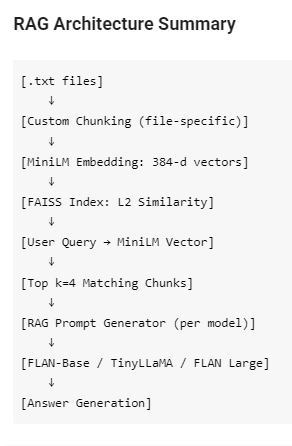 RAG Architecture Summary
[.txt files]
↓
[Custom Chunking (file-specific)]
↓
[MiniLM Embedding: 384-d vectors]
↓
[FAISS Index: L2 Similarity]
↓
[User Query → MiniLM Vector]
↓
[Top k=4 Matching Chunks]
↓
[RAG Prompt Generator (per model)]
↓
[FLAN-Base / TinyLLaMA / FLAN Large]
↓
[Answer Generation]